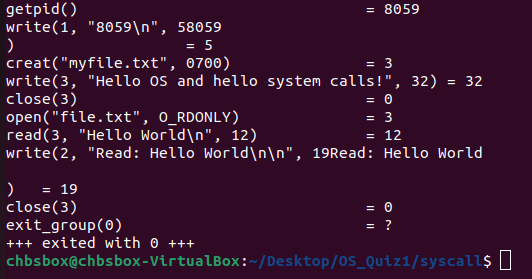 getpid() = 8059
write(1, "8059\n", 58059
) = 5
creat("myfile.txt", 0700) = 3
write(3, "Hello OS and hello system calls!", 32) = 32
close(3) = 0
open("file.txt", O_RDONLY) = 3
read(3, "Hello World\n", 12) = 12
write(2, "Read: Hello World\n\n", 19Read: Hello World
) = 19
close(3) = 0
exit_group(0) = ?
+++ exited with 0 +++
chbsbox@chbsbox-VirtualBox:~/Desktop/OS_Quiz1/syscall$